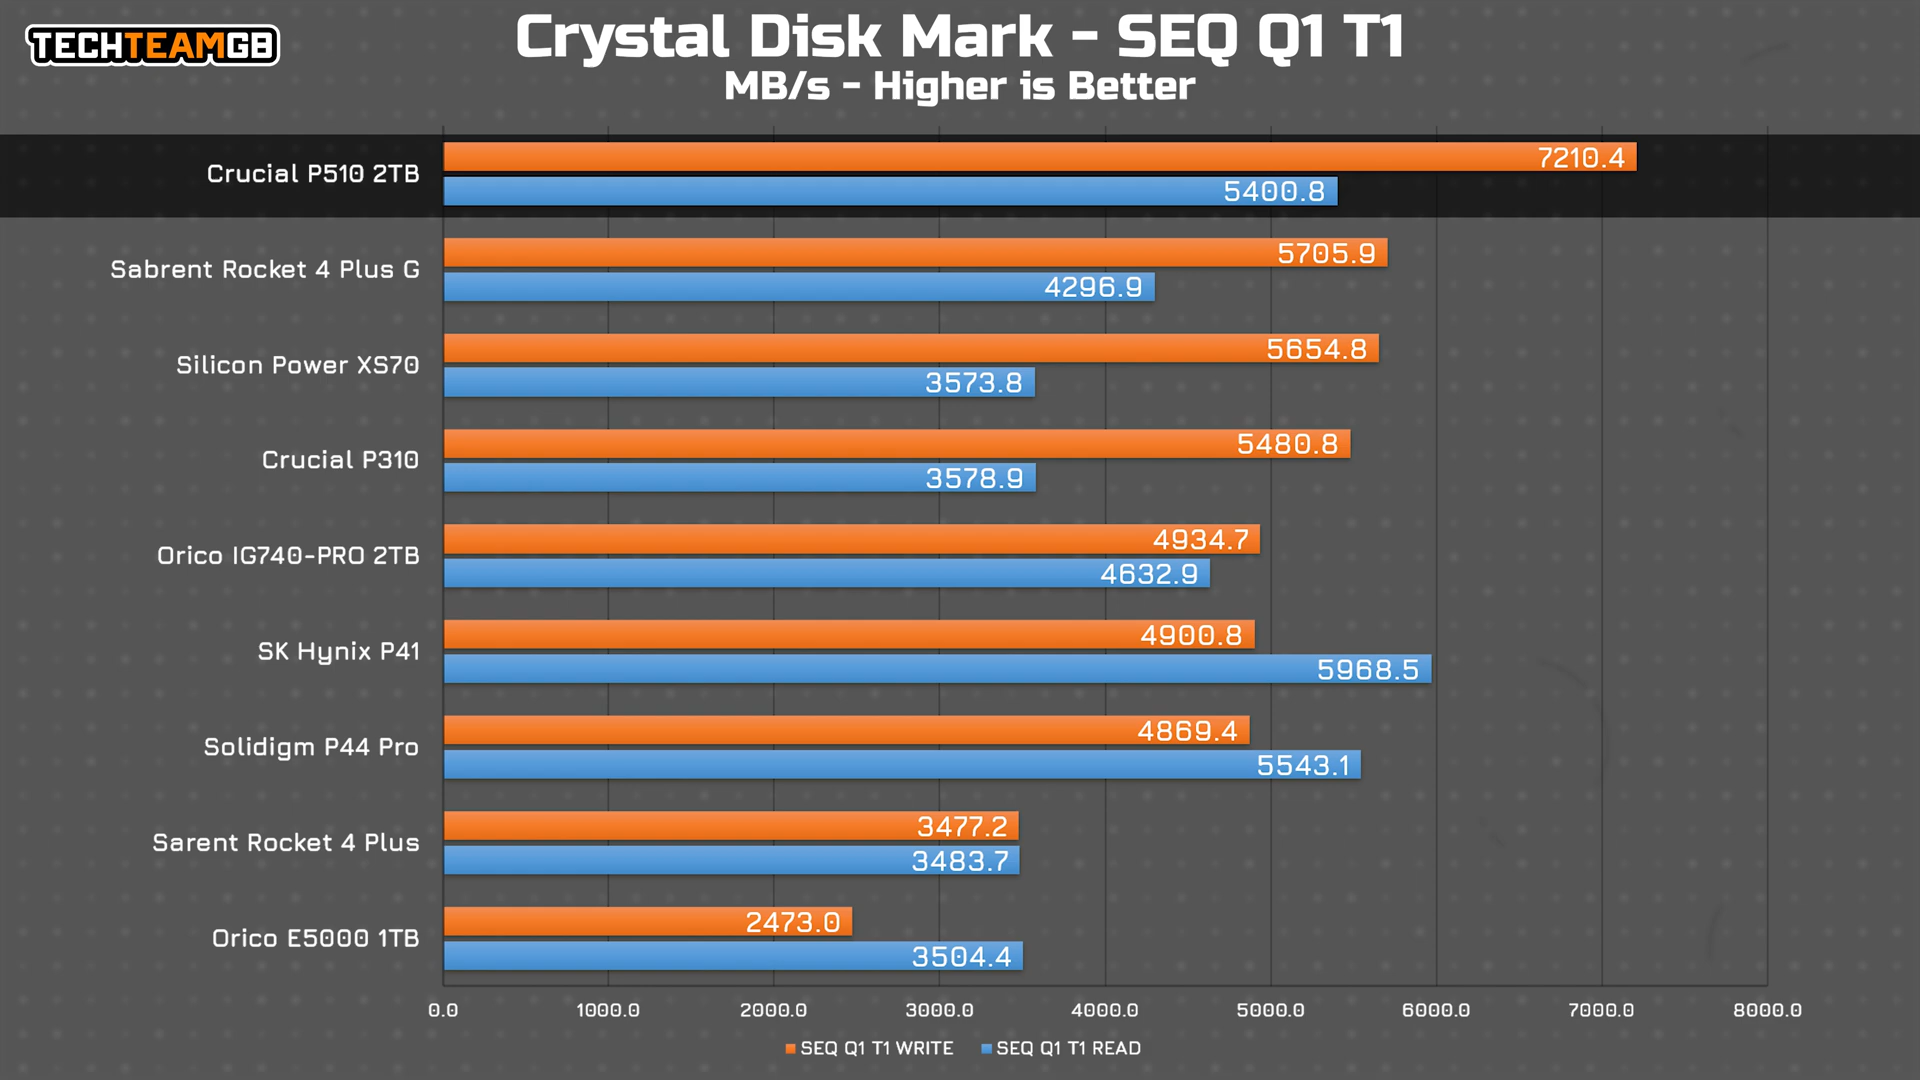 TECHTEAMGB
Crystal Disk Mark - SEQ Q1 T1
MB/s - Higher is Better
Crucial P510 2TB
7210.4
5400.8
Sabrent Rocket 4 Plus G
5705.9
4296.9
Silicon Power XS70
5654.8
3573.8
Crucial P310
5480.8
3578.9
Orico IG740-PRO 2TB
4934.7
4632.9
SK Hynix P41
4900.8
5968.5
Solidigm P44 Pro
4869.4
5543.1
Sarent Rocket 4 Plus
3477.2
3483.7
Orico E5000 1TB
2473.0
3504.4
0.0 1000.0 2000.0 3000.0 4000.0 5000.0 6000.0 7000.0 8000.0
SEQ Q1 T1 WRITE SEQ Q1 T1 READ